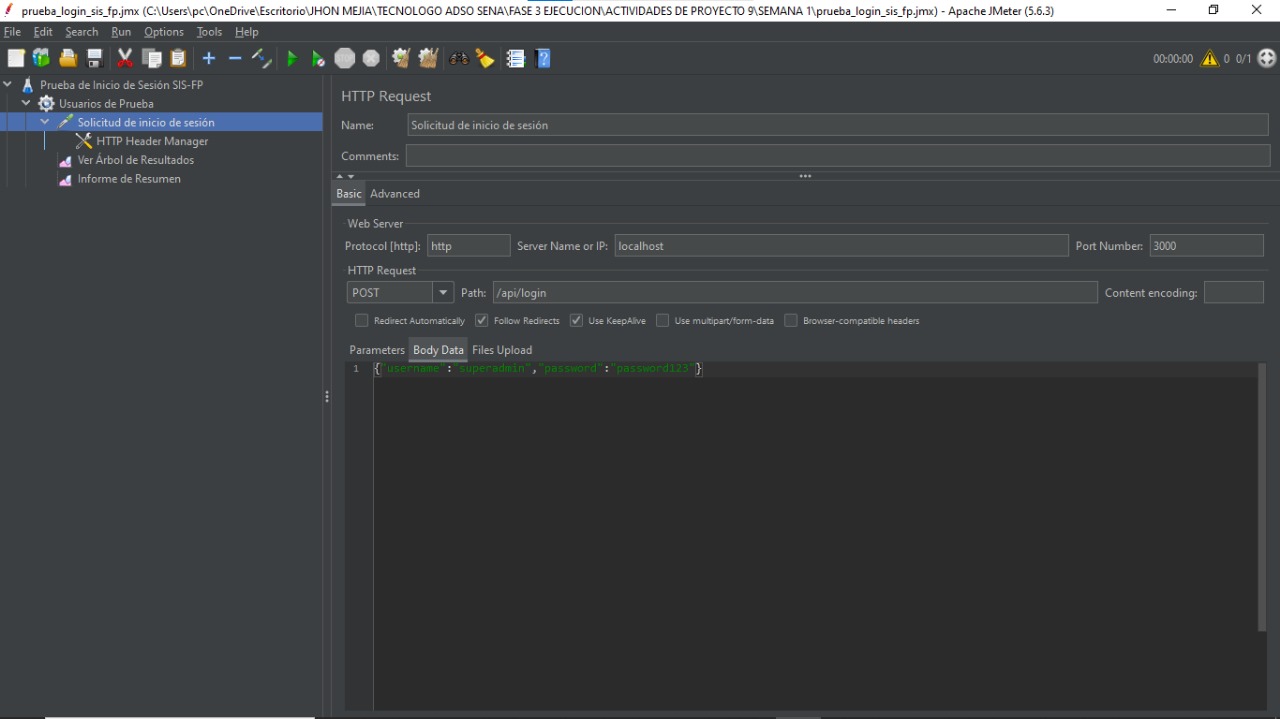 prueba_login_sis_fp.jmx (C:\Users\pc\OneDrive\Escritorio\JHON MEJIA\TECNOLOGO ADSO SENA\FASE 3 EJECUCION\ACTIVIDADES DE PROYECTO 9\SEMANA 1\prueba_login_sis_fp.jmx) - Apache JMeter (5.6.3)
File Edit Search Run Options Tools Help
00:00:00 0 0/1
Prueba de Inicio de Sesión SIS-FP
Usuarios de Prueba
Solicitud de inicio de sesión
HTTP Header Manager
Ver Árbol de Resultados
Informe de Resumen
HTTP Request
Name: Solicitud de inicio de sesión
Comments:
Basic Advanced
Web Server
Protocol [http]: http Server Name or IP: localhost Port Number: 3000
HTTP Request
POST Path: /api/login Content encoding:
Redirect Automatically Follow Redirects Use KeepAlive Use multipart/form-data Browser-compatible headers
Parameters Body Data Files Upload
1 {"username":"superadmin","password":"password123"}